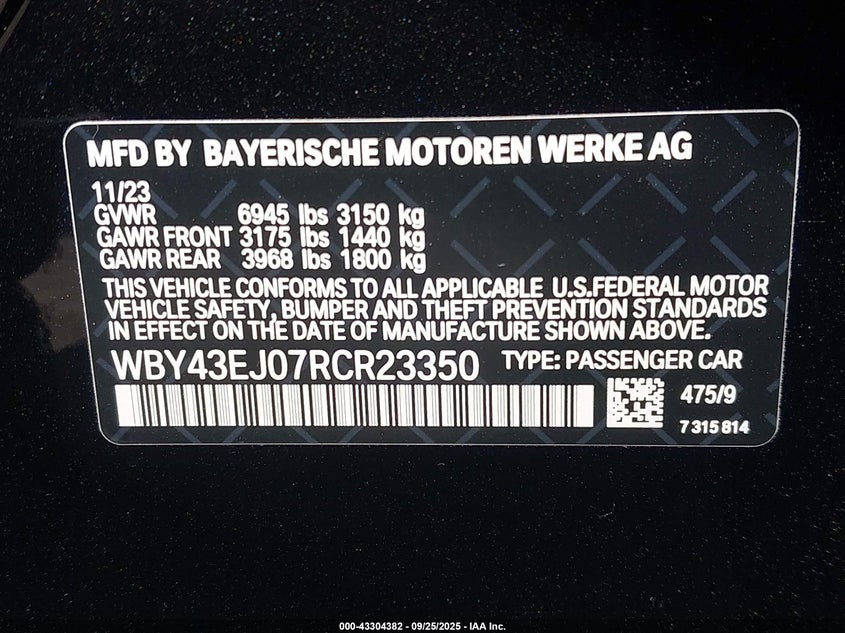 MFD BY BAYERISCHE MOTOREN WERKE AG
11/23
GVWR 6945 lbs 3150 kg
GAWR FRONT 3175 lbs 1440 kg
GAWR REAR 3968 lbs 1800 kg
THIS VEHICLE CONFORMS TO ALL APPLICABLE U.S.FEDERAL MOTOR
VEHICLE SAFETY, BUMPER AND THEFT PREVENTION STANDARDS
IN EFFECT ON THE DATE OF MANUFACTURE SHOWN ABOVE.
WBY43EJ07RCR23350 TYPE: PASSENGER CAR
475/9
7 315 814
000-43304382 - 09/25/2025 - IAA Inc.